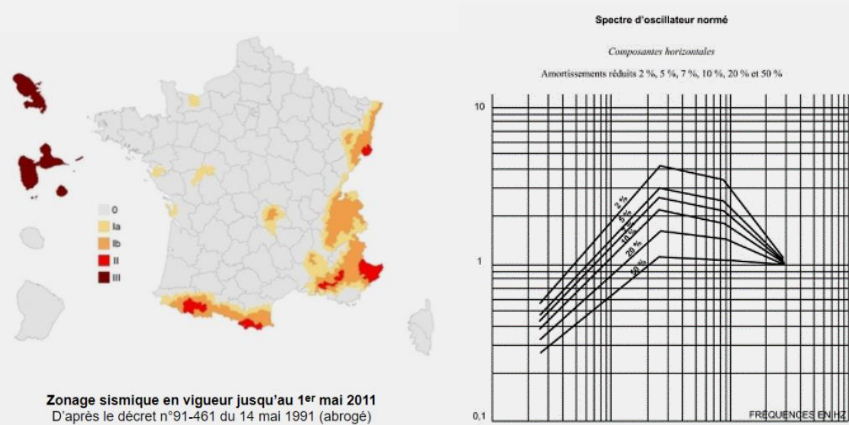 0
Ia
Ib
II
III
Zonage sismique en vigueur jusqu'au 1er mai 2011
D'après le décret n°91-461 du 14 mai 1991 (abrogé)
Spectre d'oscillateur normé
Composantes horizontales
Amortissements réduits 2 %, 5 %, 7 %, 10 %, 20 % et 50 %
10
1
0,1
2 %
5 %
10 %
20 %
50 %
FRÉQUENCES EN HZ